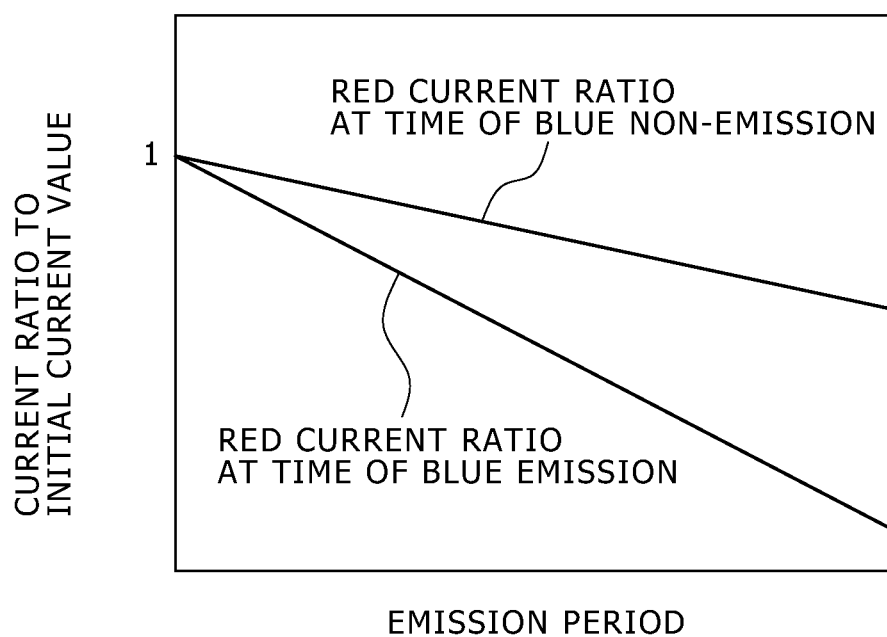 CURRENT RATIO TO
INITIAL CURRENT VALUE
1
RED CURRENT RATIO
AT TIME OF BLUE NON-EMISSION
RED CURRENT RATIO
AT TIME OF BLUE EMISSION
EMISSION PERIOD